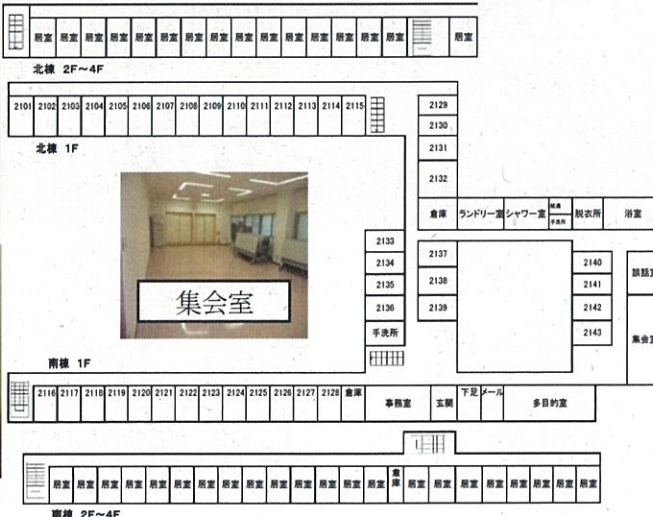 居室 居室 居室 居室 居室 居室 居室 居室 居室 居室 居室 居室 居室 居室 居室 居室
北棟 2F～4F
2101 2102 2103 2104 2105 2106 2107 2108 2109 2110 2111 2112 2113 2114 2115
北棟 1F
2129
2130
2131
2132
倉庫 ランドリー室 シャワー室 手洗所 脱衣所 浴室
2133
2134
2135
2136
手洗所
2137
2138
2139
2140
2141
2142
2143
談話室
集会室
集会室
南棟 1F
2116 2117 2118 2119 2120 2121 2122 2123 2124 2125 2126 2127 2128 倉庫 事務室 玄関 下足 メール 多目的室
居室 居室 居室 居室 居室 居室 居室 居室 居室 居室 居室 居室 居室 倉庫 居室 居室 居室 居室 居室 居室 居室 居室
南棟 2F～4F